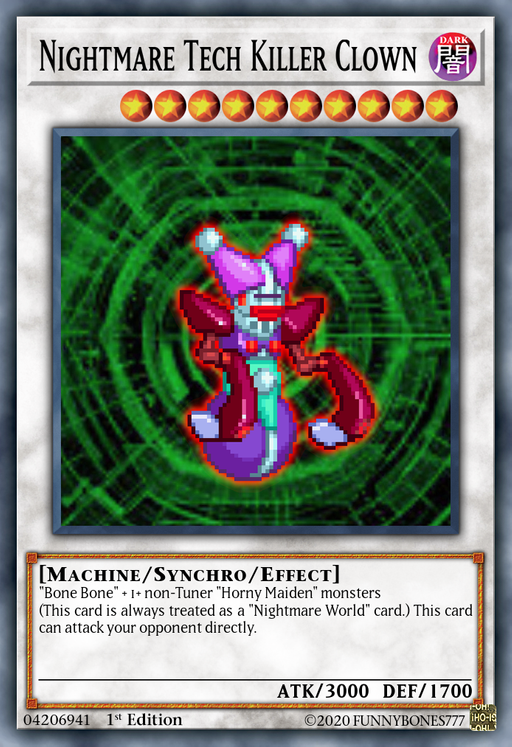 Nightmare Tech Killer Clown
DARK
闇
[Machine/Synchro/Effect]
"Bone Bone" + 1+ non-Tuner "Horny Maiden" monsters
(This card is always treated as a "Nightmare World" card.) This card
can attack your opponent directly.
ATK/3000 DEF/1700
04206941 1st Edition ©2020 FUNNYBONES777